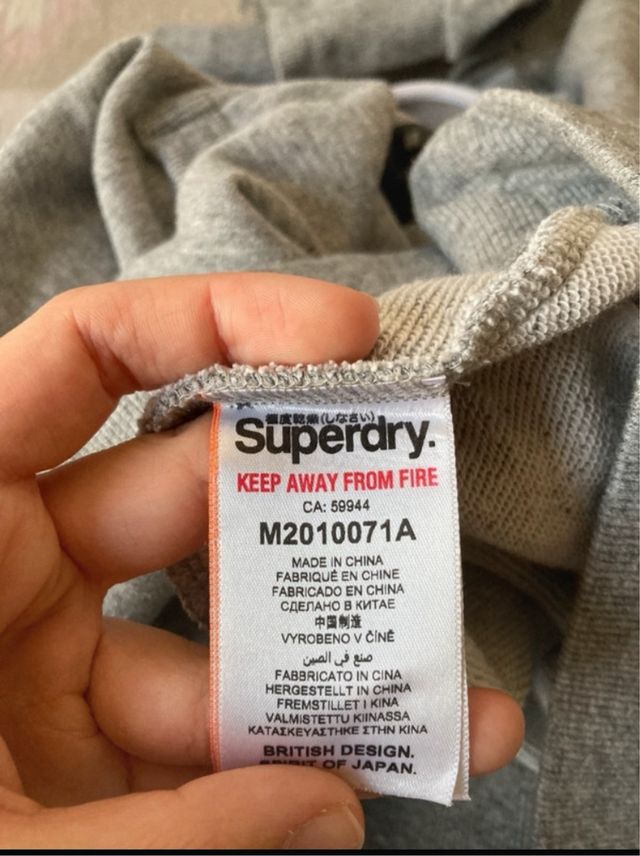 極度乾燥(しなさい)
Superdry.
KEEP AWAY FROM FIRE
CA: 59944
M2010071A
MADE IN CHINA
FABRIQUÉ EN CHINE
FABRICADO EN CHINA
СДЕЛАНО В КИТАЕ
中国制造
VYROBENO V ČÍNĚ
صنع في الصين
FABBRICATO IN CINA
HERGESTELLT IN CHINA
FREMSTILLET I KINA
VALMISTETTU KIINASSA
ΚΑΤΑΣΚΕΥΑΣΤΗΚΕ ΣΤΗΝ ΚΙΝΑ
BRITISH DESIGN.
SPIRIT OF JAPAN.